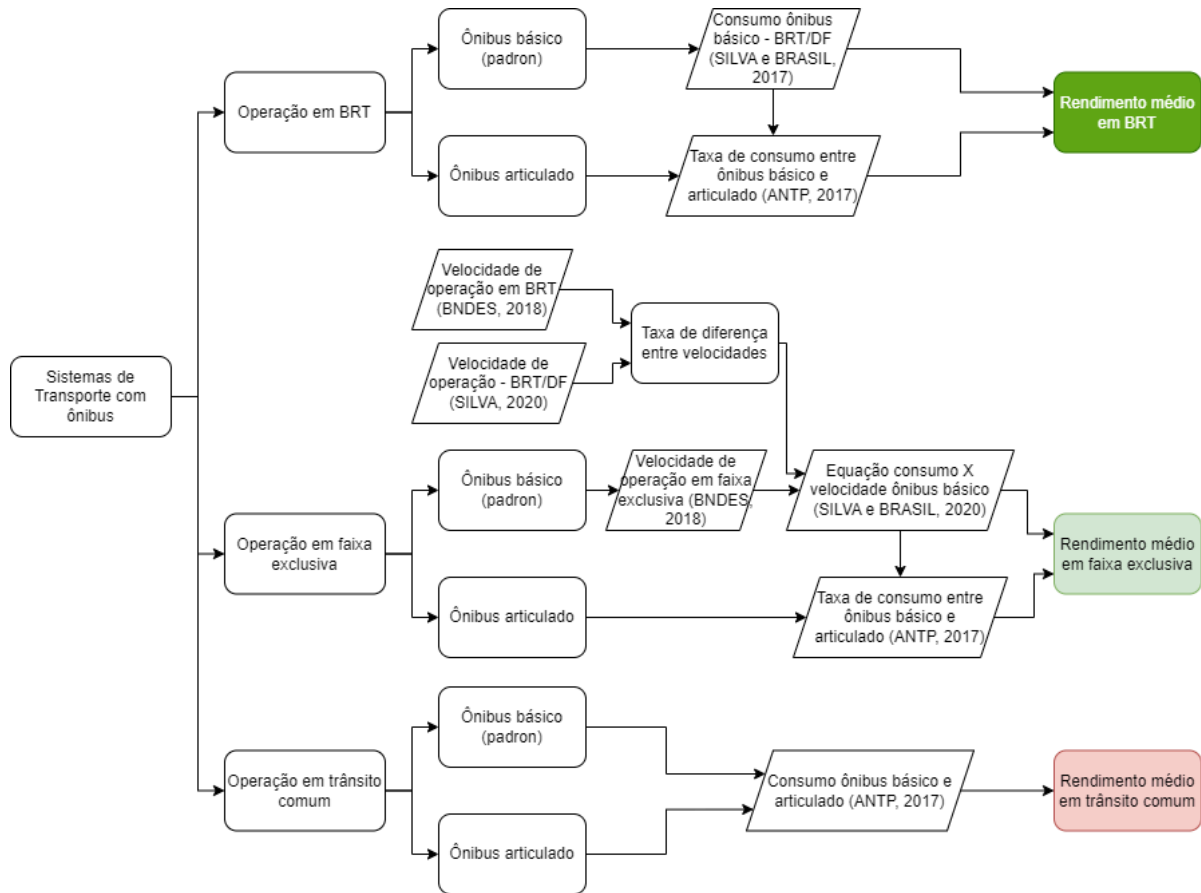 Ônibus básico
(padron)
Consumo ônibus
básico - BRT/DF
(SILVA e BRASIL,
2017)
Operação em BRT
Rendimento médio
em BRT
Ônibus articulado
Taxa de consumo entre
ônibus básico e
articulado (ANTP, 2017)
Velocidade de
operação em BRT
(BNDES, 2018)
Taxa de diferença
entre velocidades
Velocidade de
operação - BRT/DF
(SILVA, 2020)
Sistemas de
Transporte com
ônibus
Ônibus básico
(padron)
Velocidade de
operação em faixa
exclusiva (BNDES,
2018)
Equação consumo X
velocidade ônibus básico
(SILVA e BRASIL, 2020)
Operação em faixa
exclusiva
Rendimento médio
em faixa exclusiva
Ônibus articulado
Taxa de consumo entre
ônibus básico e
articulado (ANTP, 2017)
Ônibus básico
(padron)
Operação em trânsito
comum
Consumo ônibus básico e
articulado (ANTP, 2017)
Rendimento médio
em trânsito comum
Ônibus articulado